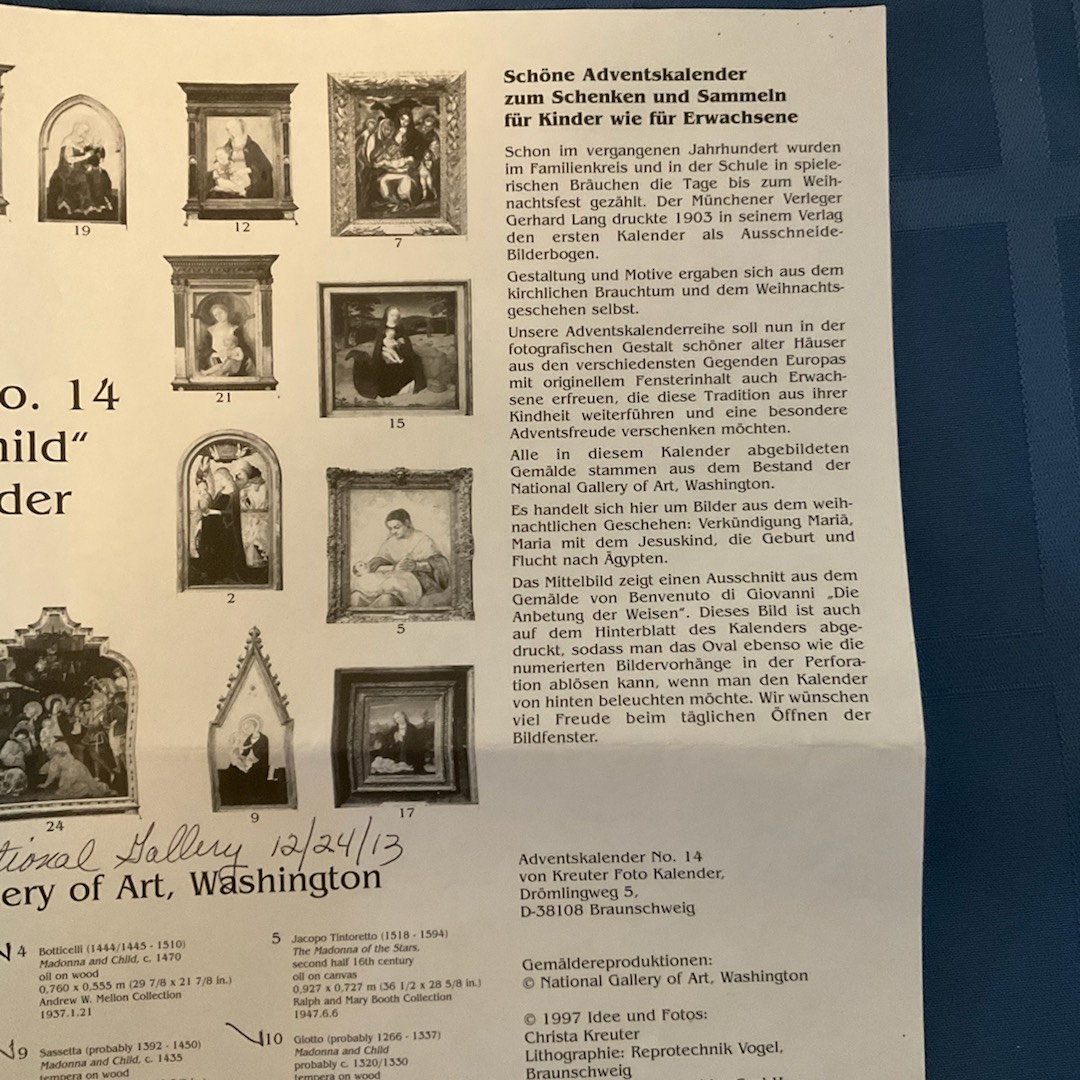 19
12
7
21
15
2
5
24
9
17
o. 14
hild“
der
tional Gallery 12/24/13
ery of Art, Washington
4 Botticelli (1444/1445 - 1510)
Madonna and Child, c. 1470
oil on wood
0,760 x 0,555 m (29 7/8 x 21 7/8 in.)
Andrew W. Mellon Collection
1937.1.21
9 Sassetta (probably 1392 - 1450)
Madonna and Child, c. 1435
tempera on wood
5 Jacopo Tintoretto (1518 - 1594)
The Madonna of the Stars,
second half 16th century
oil on canvas
0,927 x 0,727 m (36 1/2 x 28 5/8 in.)
Ralph and Mary Booth Collection
1947.6.6
10 Giotto (probably 1266 - 1337)
Madonna and Child
probably c. 1320/1330
tempera on wood
Schöne Adventskalender
zum Schenken und Sammeln
für Kinder wie für Erwachsene
Schon im vergangenen Jahrhundert wurden
im Familienkreis und in der Schule in spiele-
rischen Bräuchen die Tage bis zum Weih-
nachtsfest gezählt. Der Münchener Verleger
Gerhard Lang druckte 1903 in seinem Verlag
den ersten Kalender als Ausschneide-
Bilderbogen.
Gestaltung und Motive ergeben sich aus dem
kirchlichen Brauchtum und dem Weihnachts-
geschehen selbst.
Unsere Adventskalenderreihe soll nun in der
fotografischen Gestalt schöner alter Häuser
aus den verschiedensten Gegenden Europas
mit originellem Fensterinhalt auch Erwach-
sene erfreuen, die diese Tradition aus ihrer
Kindheit weiterführen und eine besondere
Adventsfreude verschenken möchten.
Alle in diesem Kalender abgebildeten
Gemälde stammen aus dem Bestand der
National Gallery of Art, Washington.
Es handelt sich hier um Bilder aus dem weih-
nachtlichen Geschehen: Verkündigung Mariä,
Maria mit dem Jesuskind, die Geburt und
Flucht nach Ägypten.
Das Mittelbild zeigt einen Ausschnitt aus dem
Gemälde von Benvenuto di Giovanni „Die
Anbetung der Weisen“. Dieses Bild ist auch
auf dem Hinterblatt des Kalenders abge-
druckt, sodass man das Oval ebenso wie die
numerierten Bildervorhänge in der Perfora-
tion ablösen kann, wenn man den Kalender
von hinten beleuchten möchte. Wir wünschen
viel Freude beim täglichen Öffnen der
Bildfenster.
Adventskalender No. 14
von Kreuter Foto Kalender,
Drömlingweg 5,
D-38108 Braunschweig
Gemäldereproduktionen:
© National Gallery of Art, Washington
© 1997 Idee und Fotos:
Christa Kreuter
Lithographie: Reprotechnik Vogel,
Braunschweig